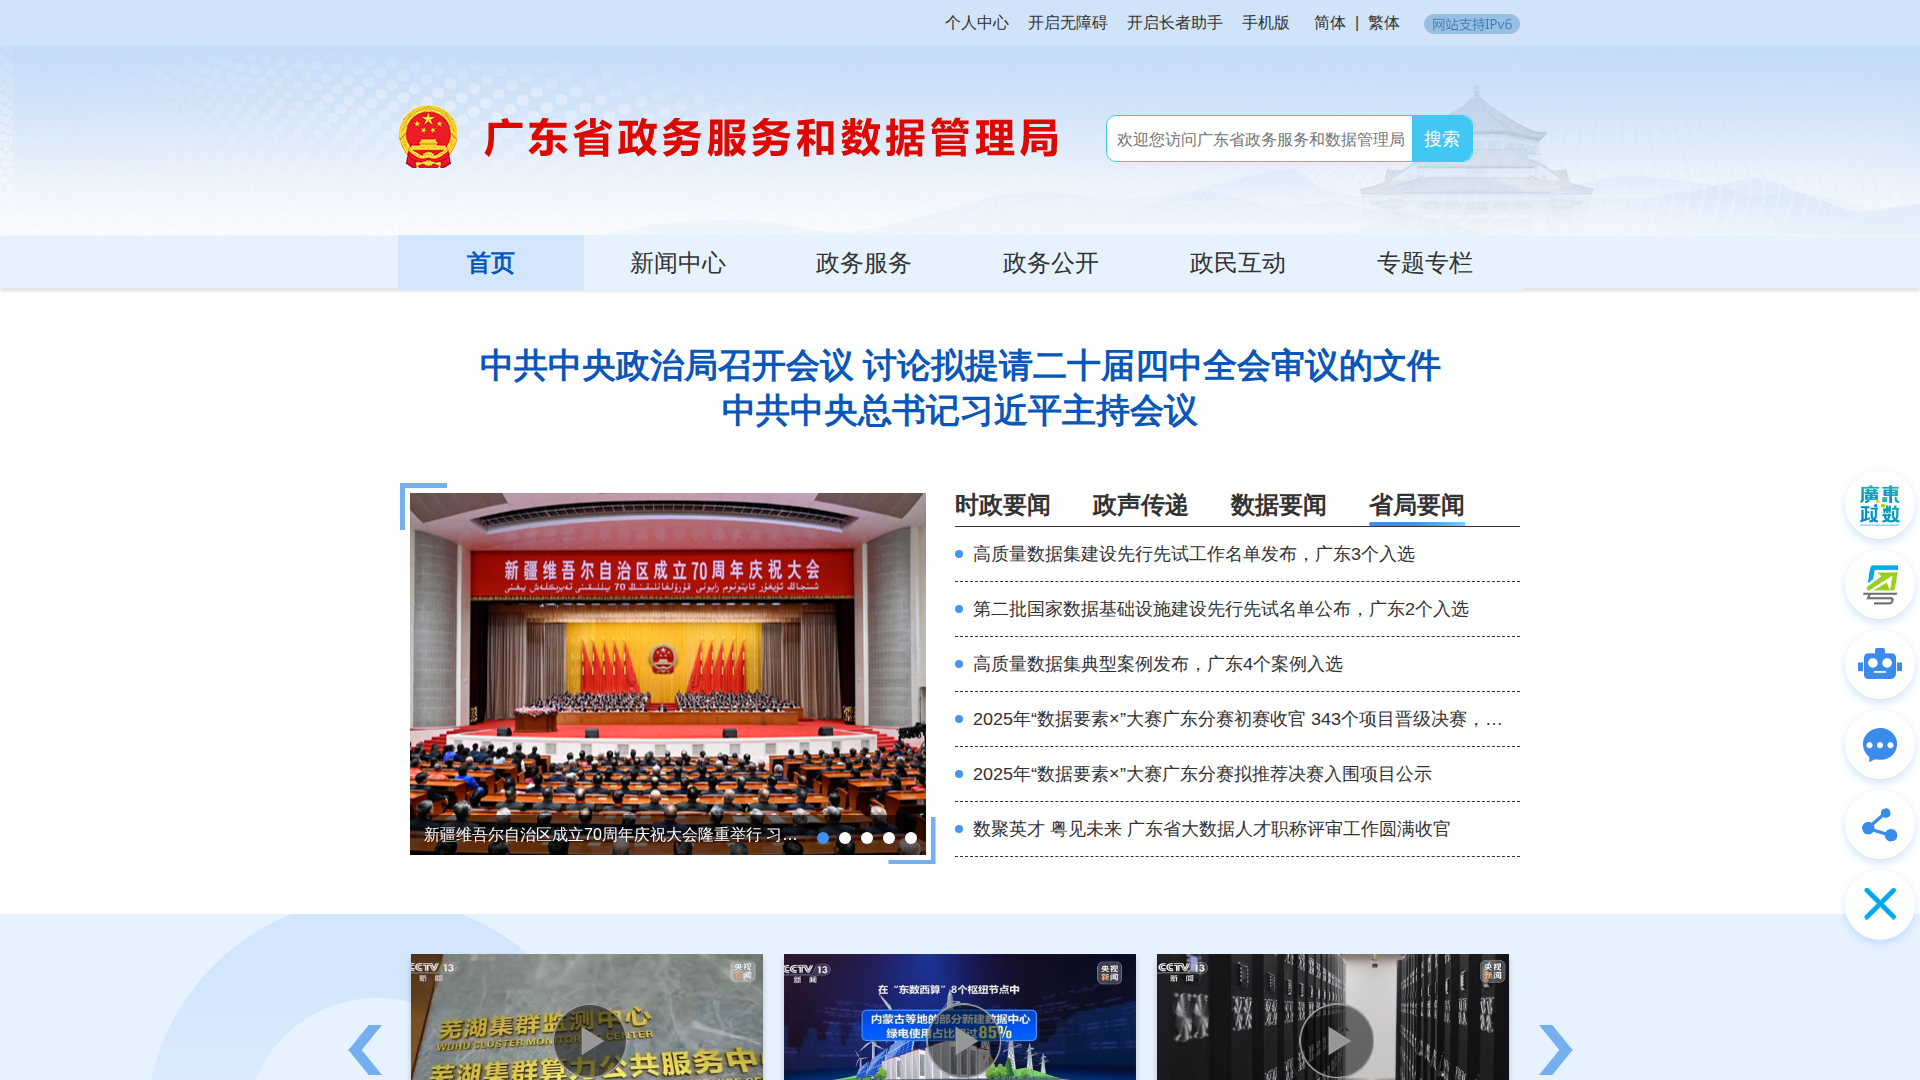 个人中心 开启无障碍 开启长者助手 手机版 简体 | 繁体 网站支持IPv6
广东省政务服务和数据管理局
欢迎您访问广东省政务服务和数据管理局 搜索
首页 新闻中心 政务服务 政务公开 政民互动 专题专栏
中共中央政治局召开会议 讨论拟提请二十届四中全会审议的文件
中共中央总书记习近平主持会议
新疆维吾尔自治区成立70周年庆祝大会
新疆维吾尔自治区成立70周年庆祝大会隆重举行 习…
时政要闻 政声传递 数据要闻 省局要闻
高质量数据集建设先行先试工作名单发布，广东3个入选
第二批国家数据基础设施建设先行先试名单公布，广东2个入选
高质量数据集典型案例发布，广东4个案例入选
2025年“数据要素×”大赛广东分赛初赛收官 343个项目晋级决赛，…
2025年“数据要素×”大赛广东分赛拟推荐决赛入围项目公示
数聚英才 粤见未来 广东省大数据人才职称评审工作圆满收官
廣東
政数
CCTV 13
新闻
央视
新闻
芜湖集群监测中心
WUHU CLUSTER MONITORING CENTER
芜湖集群算力公共服务中心
CCTV 13
新闻
央视
新闻
在“东数西算”8个枢纽节点中
内蒙古等地的部分新建数据中心
绿电使用占比超过85%
CCTV 13
新闻
央视
新闻